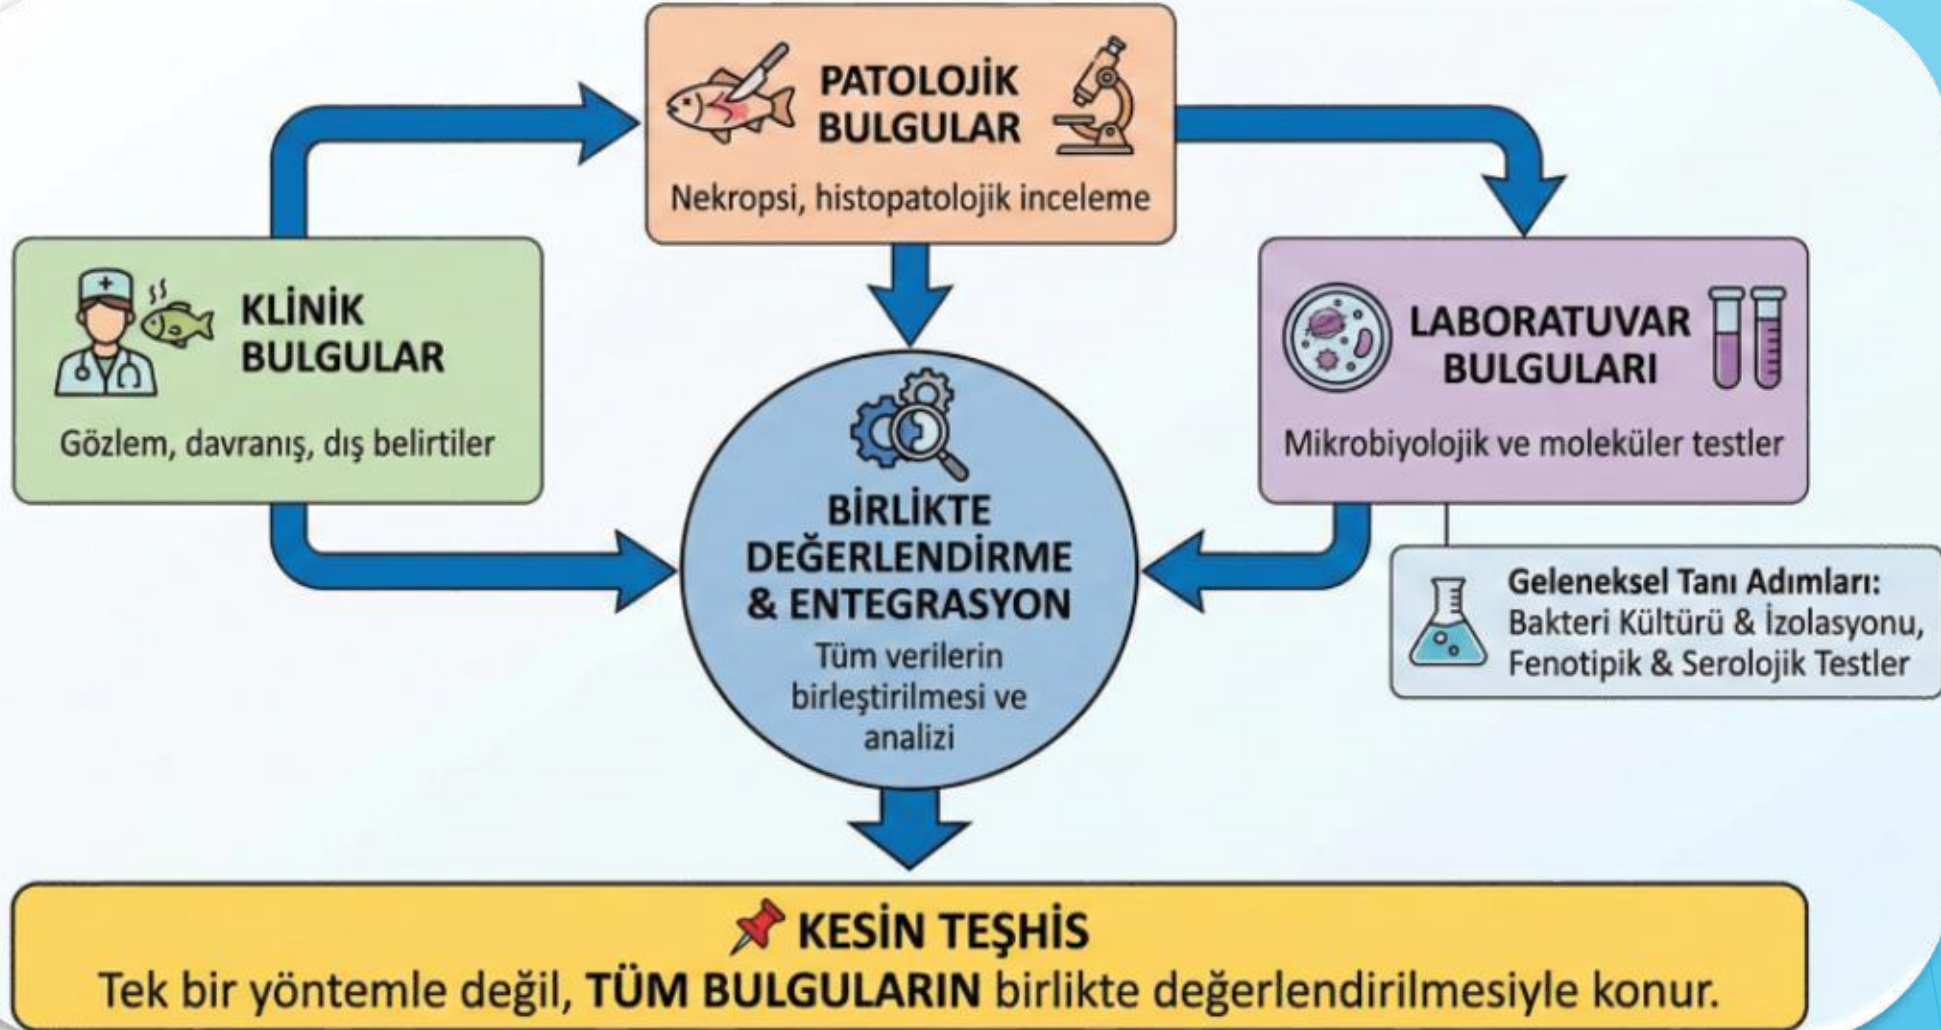 PATOLOJİK
BULGULAR
Nekropsi, histopatolojik inceleme
KLİNİK
BULGULAR
Gözlem, davranış, dış belirtiler
LABORATUVAR
BULGULARI
Mikrobiyolojik ve moleküler testler
BİRLİKTE
DEĞERLENDİRME
& ENTEGRASYON
Tüm verilerin
birleştirilmesi ve
analizi
Geleneksel Tanı Adımları:
Bakteri Kültürü & İzolasyonu,
Fenotipik & Serolojik Testler
KESİN TEŞHİS
Tek bir yöntemle değil, TÜM BULGULARIN birlikte değerlendirilmesiyle konur.